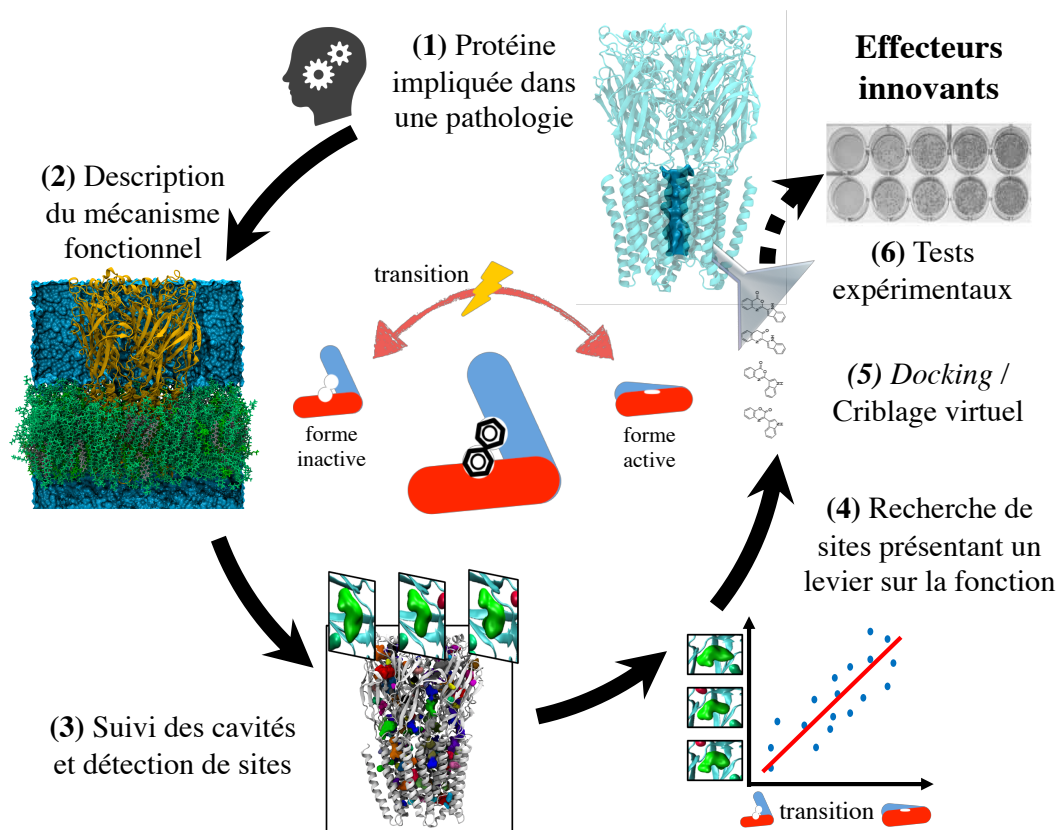 (1) Protéine
impliquée dans
une pathologie
Effecteurs
innovants
(2) Description
du mécanisme
fonctionnel
transition
forme
inactive
forme
active
(6) Tests
expérimentaux
(5) Docking /
Criblage virtuel
(4) Recherche de
sites présentant un
levier sur la fonction
(3) Suivi des cavités
et détection de sites
transition